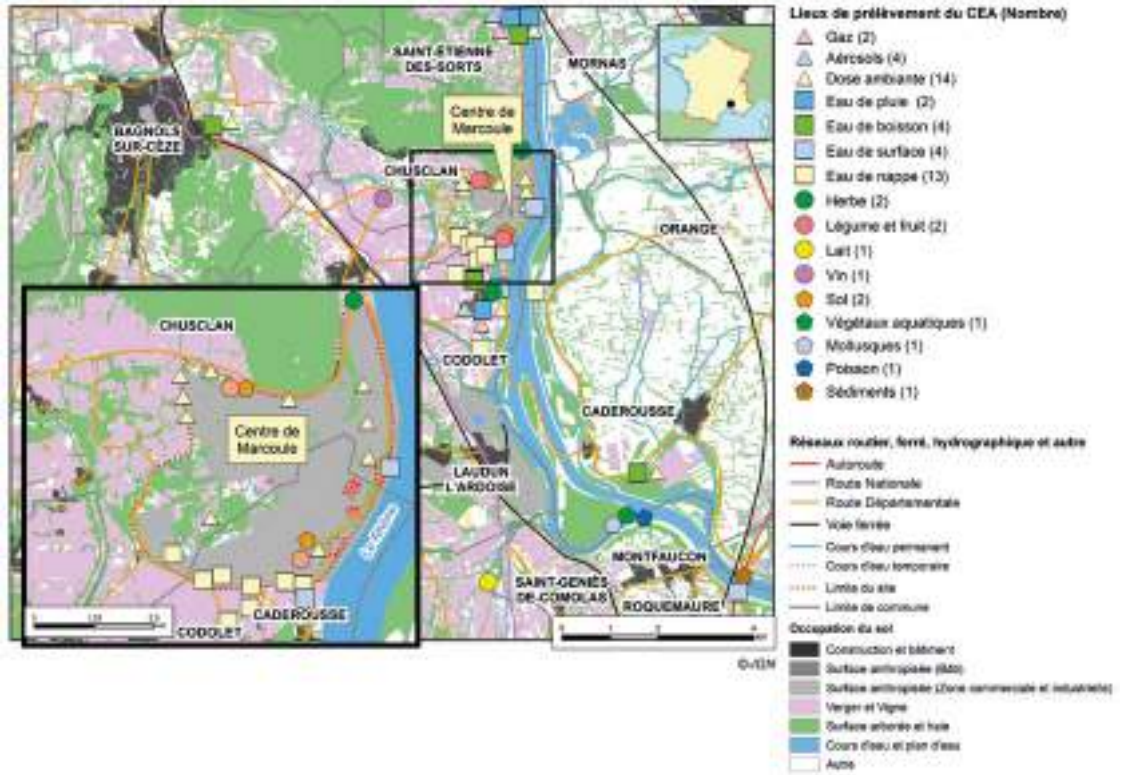 SAINT-ÉTIENNE
DES-SORTS
MORNAS
Centre de
Marcoule
BAGNOLS
SUR-CÈZE
CHUSCLAN
ORANGE
CHUSCLAN
CODOLET
Centre de
Marcoule
CADEROUSSE
LAUDUN
L'ARDOISE
Le Rhône
MONTFAUCON
SAINT-GENIÈS
DE-COMOLAS
ROQUEMAURE
CADEROUSSE
CODOLET
© IGN
Lieux de prélèvement du CEA (Nombre)
Gaz (2)
Aérosols (4)
Dose ambiante (14)
Eau de pluie (2)
Eau de boisson (4)
Eau de surface (4)
Eau de nappe (13)
Herbe (2)
Légume et fruit (2)
Lait (1)
Vin (1)
Sol (2)
Végétaux aquatiques (1)
Mollusques (1)
Poisson (1)
Sédiments (1)
Réseaux routier, ferré, hydrographique et autre
Autoroute
Route Nationale
Route Départementale
Voie ferrée
Cours d'eau permanent
Cours d'eau temporaire
Limite du site
Limite de commune
Occupation du sol
Construction et bâtiment
Surface anthropisée (Bâti)
Surface anthropisée (Zone commerciale et industrielle)
Verger et Vigne
Surface arborée et haie
Cours d'eau et plan d'eau
Autre